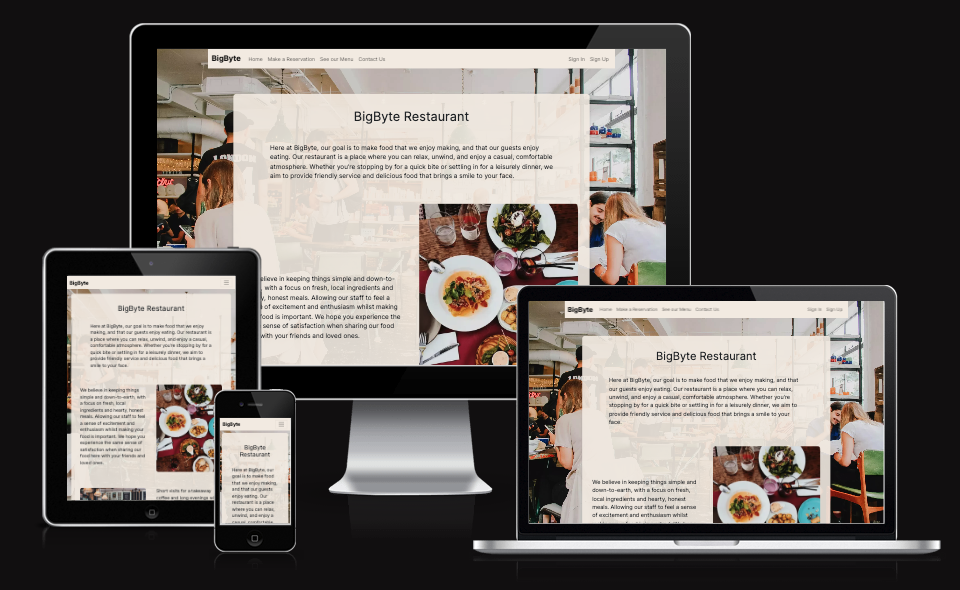 BigByte Home Make a Reservation See our Menu Contact Us Sign In Sign Up
BigByte Restaurant
Here at BigByte, our goal is to make food that we enjoy making, and that our guests enjoy
eating. Our restaurant is a place where you can relax, unwind, and enjoy a casual, comfortable
atmosphere. Whether you're stopping by for a quick bite or settling in for a leisurely dinner, we
aim to provide friendly service and delicious food that brings a smile to your face.
elieve in keeping things simple and down-to-
with a focus on fresh, local ingredients and
y, honest meals. Allowing our staff to feel a
of excitement and enthusiasm whilst making
food is important. We hope you experience the
sense of satisfaction when sharing our food
with your friends and loved ones.
BigByte
BigByte Restaurant
Here at BigByte, our goal is to make food that we enjoy
making, and that our guests enjoy eating. Our restaurant is
a place where you can relax, unwind, and enjoy a casual,
comfortable atmosphere. Whether you're stopping by for a
quick bite or settling in for a leisurely dinner, we aim to
provide friendly service and delicious food that brings a
smile to your face.
We believe in keeping things
simple and down-to-earth, with
a focus on fresh, local
ingredients and hearty, honest
meals. Allowing our staff to feel
a sense of excitement and
enthusiasm whilst making your
food is important. We hope you
experience the same sense of
satisfaction when sharing our
food here with your friends and
loved ones.
Short visits for a takeaway
coffee and long evenings
BigByte
BigByte
Restaurant
Here at BigByte, our
goal is to make food
that we enjoy
making, and that
our guests enjoy
eating. Our
restaurant is a place
where you can relax,
unwind, and enjoy a
casual, comfortable
BigByte Home Make a Reservation See our Menu Contact Us Sign In Sign Up
BigByte Restaurant
Here at BigByte, our goal is to make food that we enjoy making, and that
our guests enjoy eating. Our restaurant is a place where you can relax,
unwind, and enjoy a casual, comfortable atmosphere. Whether you're
stopping by for a quick bite or settling in for a leisurely dinner, we aim to
provide friendly service and delicious food that brings a smile to your
face.
We believe in keeping things simple and
down-to-earth, with a focus on fresh,
local ingredients and hearty, honest
meals. Allowing our staff to feel a sense
of excitement and enthusiasm whilst